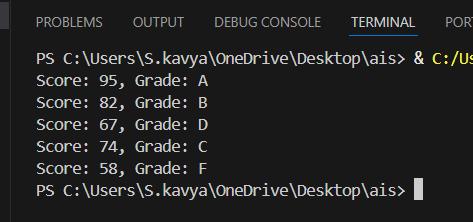 PROBLEMS OUTPUT DEBUG CONSOLE TERMINAL
PS C:\Users\S.kavya\OneDrive\Desktop\ais> &
Score: 95, Grade: A
Score: 82, Grade: B
Score: 67, Grade: D
Score: 74, Grade: C
Score: 58, Grade: F
PS C:\Users\S.kavya\OneDrive\Desktop\ais>